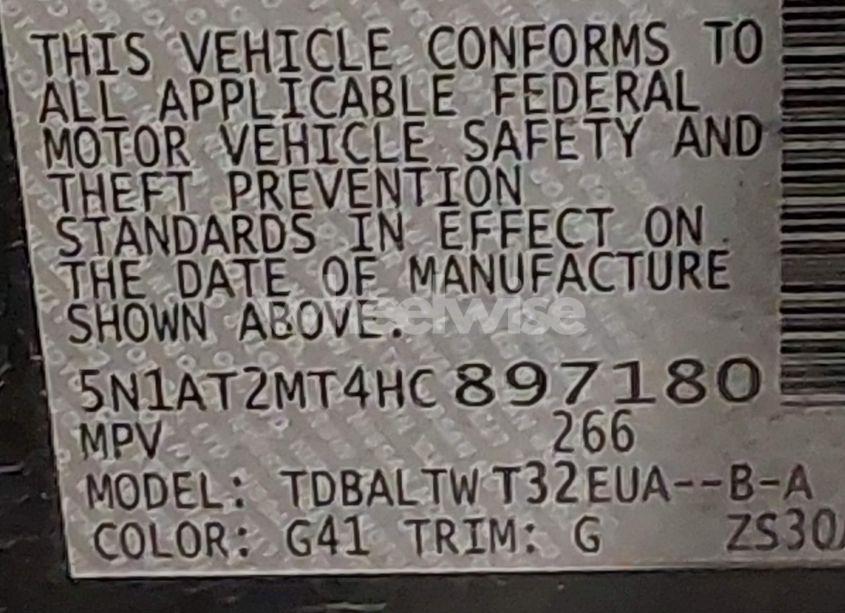 THIS VEHICLE CONFORMS TO
ALL APPLICABLE FEDERAL
MOTOR VEHICLE SAFETY AND
THEFT PREVENTION
STANDARDS IN EFFECT ON
THE DATE OF MANUFACTURE
SHOWN ABOVE.
5N1AT2MT4HC897180
MPV 266
MODEL: TDBALTW T32EUA--B-A
COLOR: G41 TRIM: G ZS30